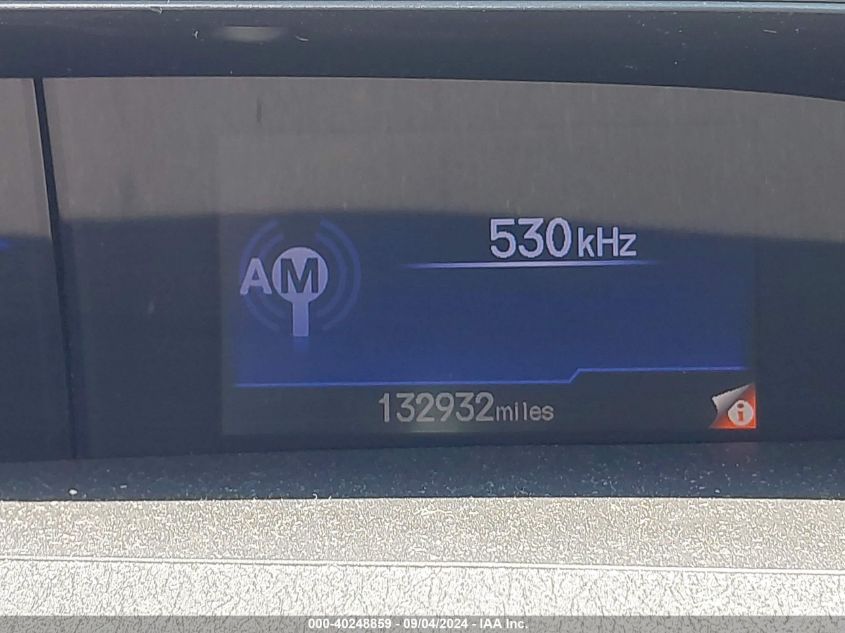 530kHz
AM
132932miles
i
000-40248859 - 09/04/2024 - IAA Inc.